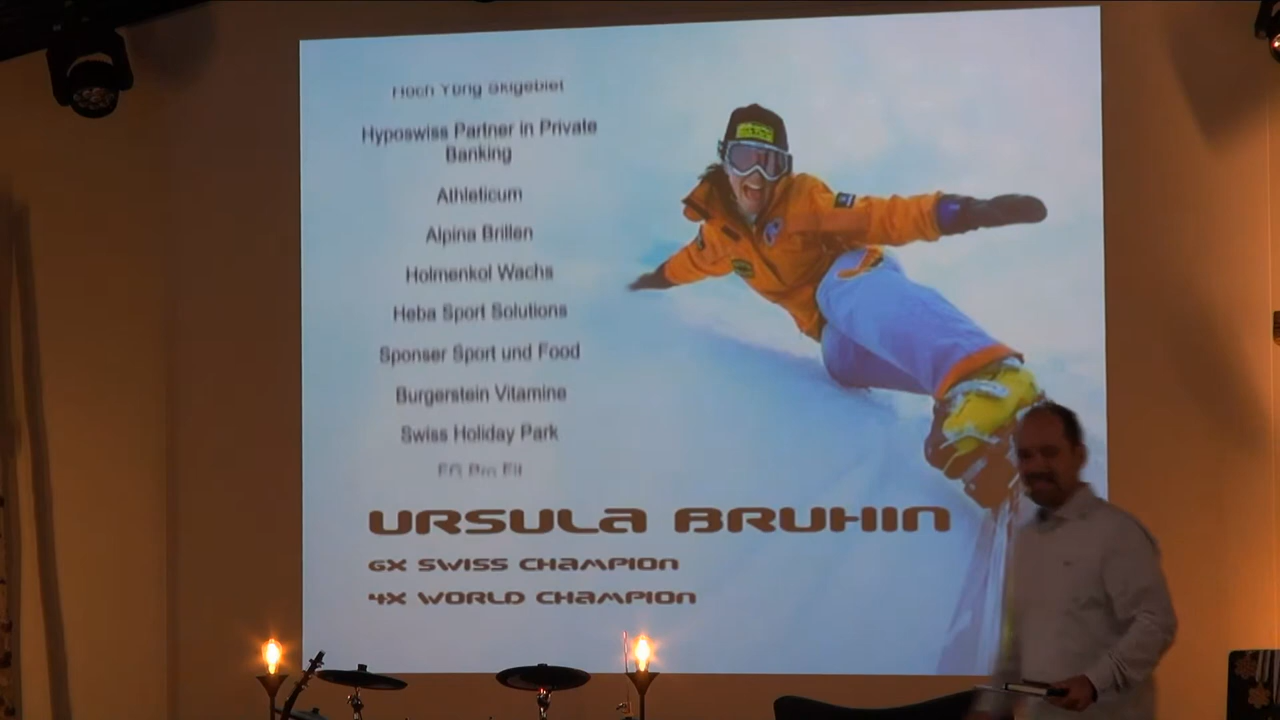 Hoch Ybrig Skigebiet
Hyposwiss Partner in Private
Banking
Athleticum
Alpina Brillen
Holmenkol Wachs
Heba Sport Solutions
Sponser Sport und Food
Burgerstein Vitamine
Swiss Holiday Park
URSULA BRUHIN
6X SWISS CHAMPION
4X WORLD CHAMPION